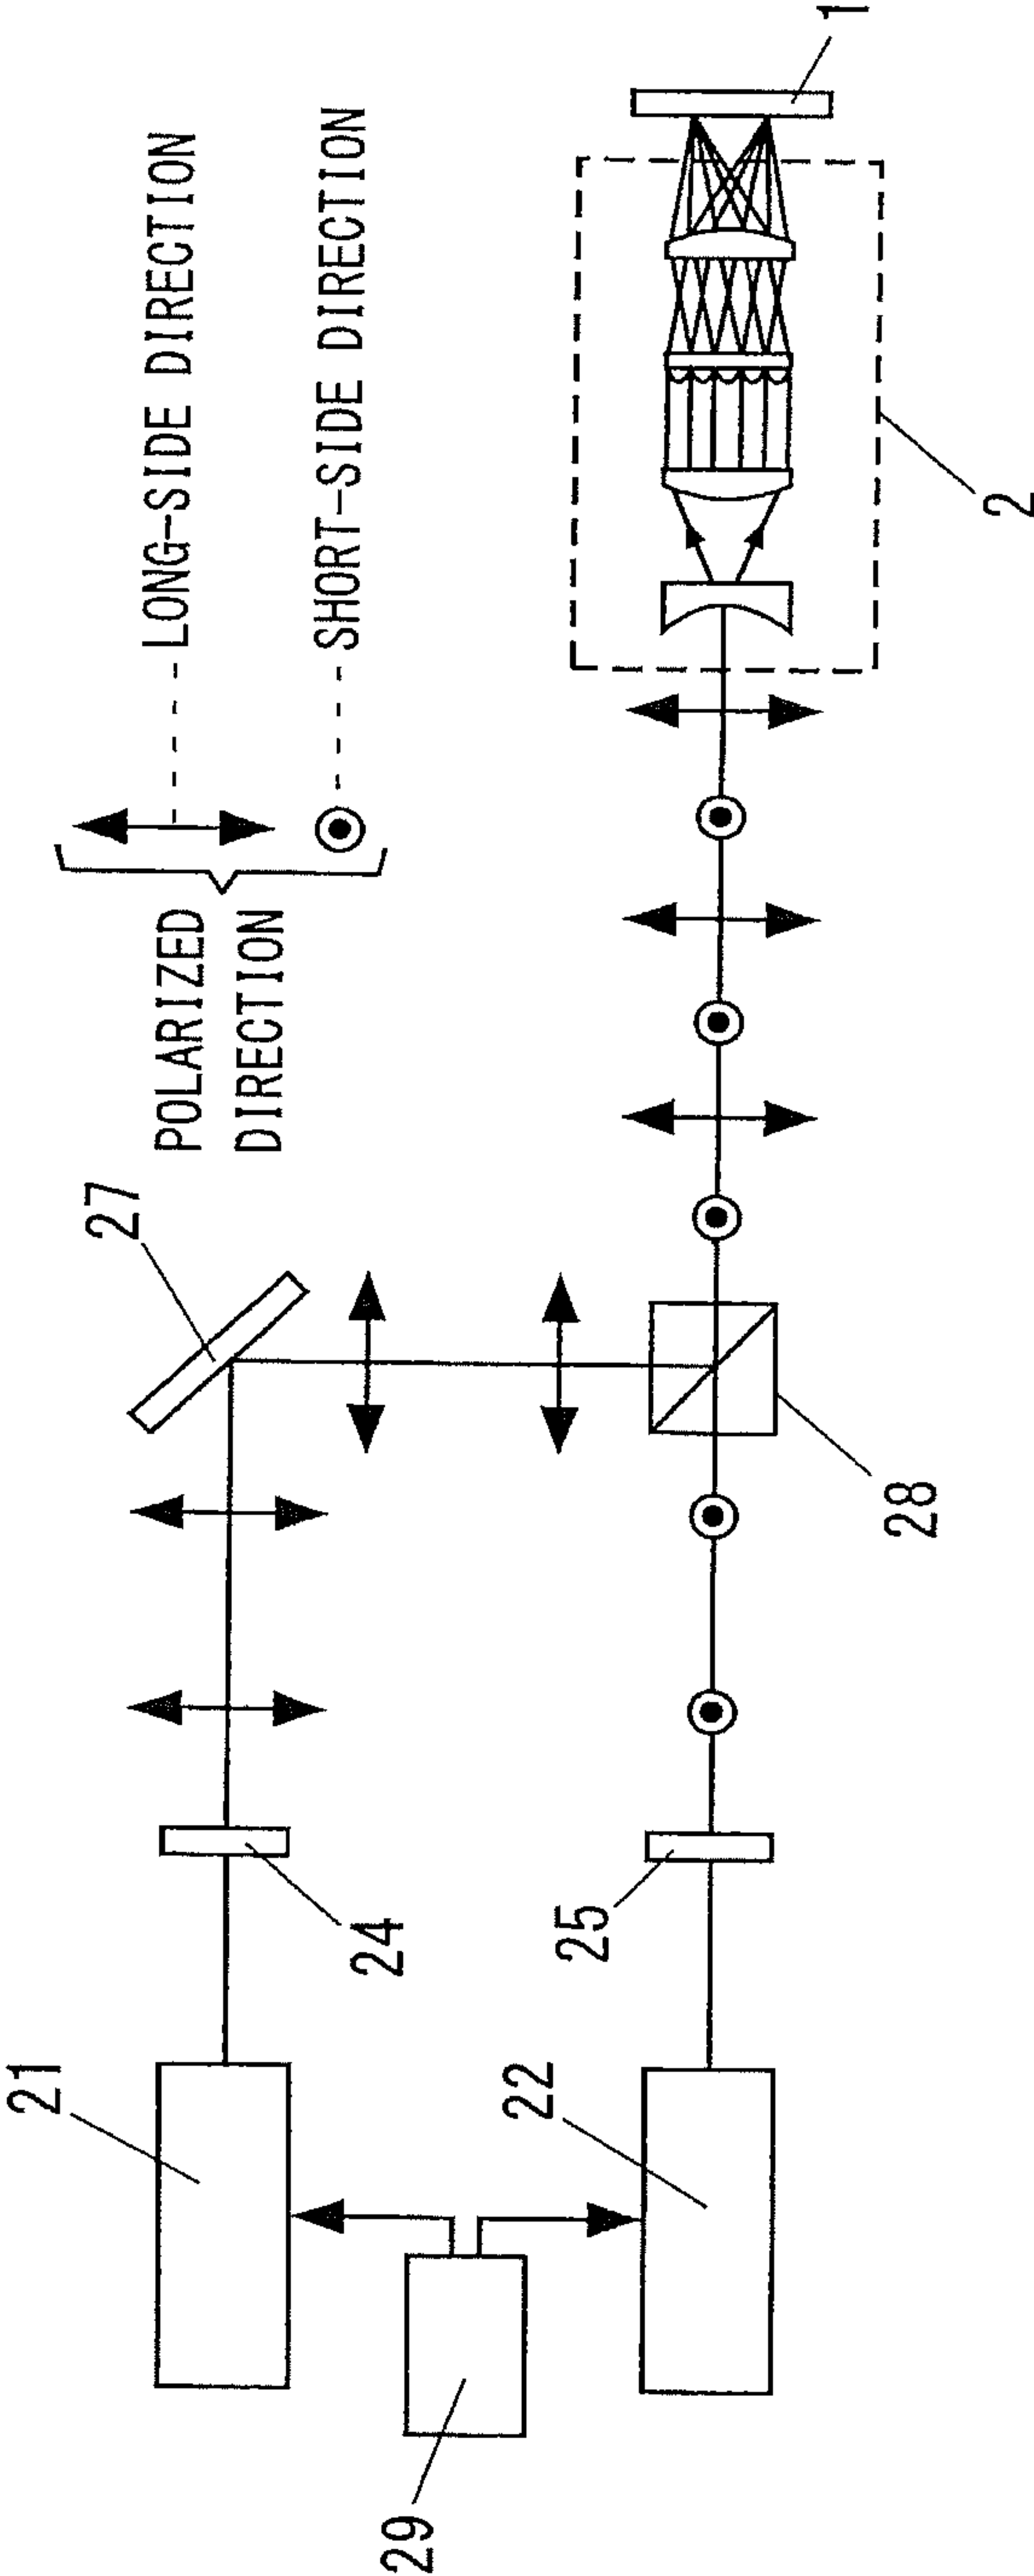 POLARIZED
DIRECTION
LONG-SIDE DIRECTION
SHORT-SIDE DIRECTION
21
24
27
29
22
25
28
2
1